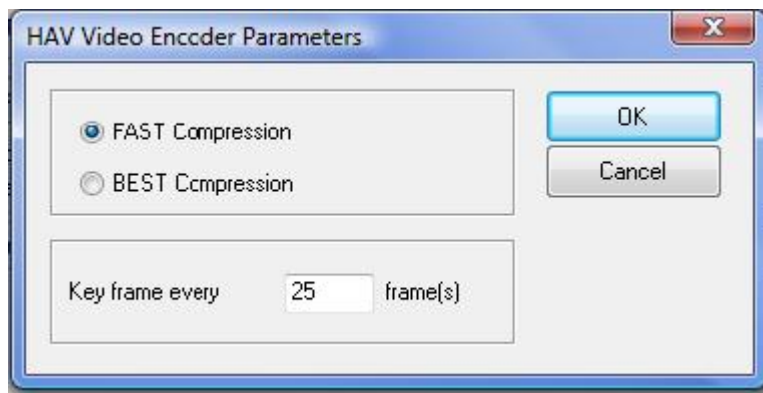 HAV Video Enccder Parameters
FAST Compression
BEST Ccmpression
Key frame every 25 frame(s)
OK
Cancel